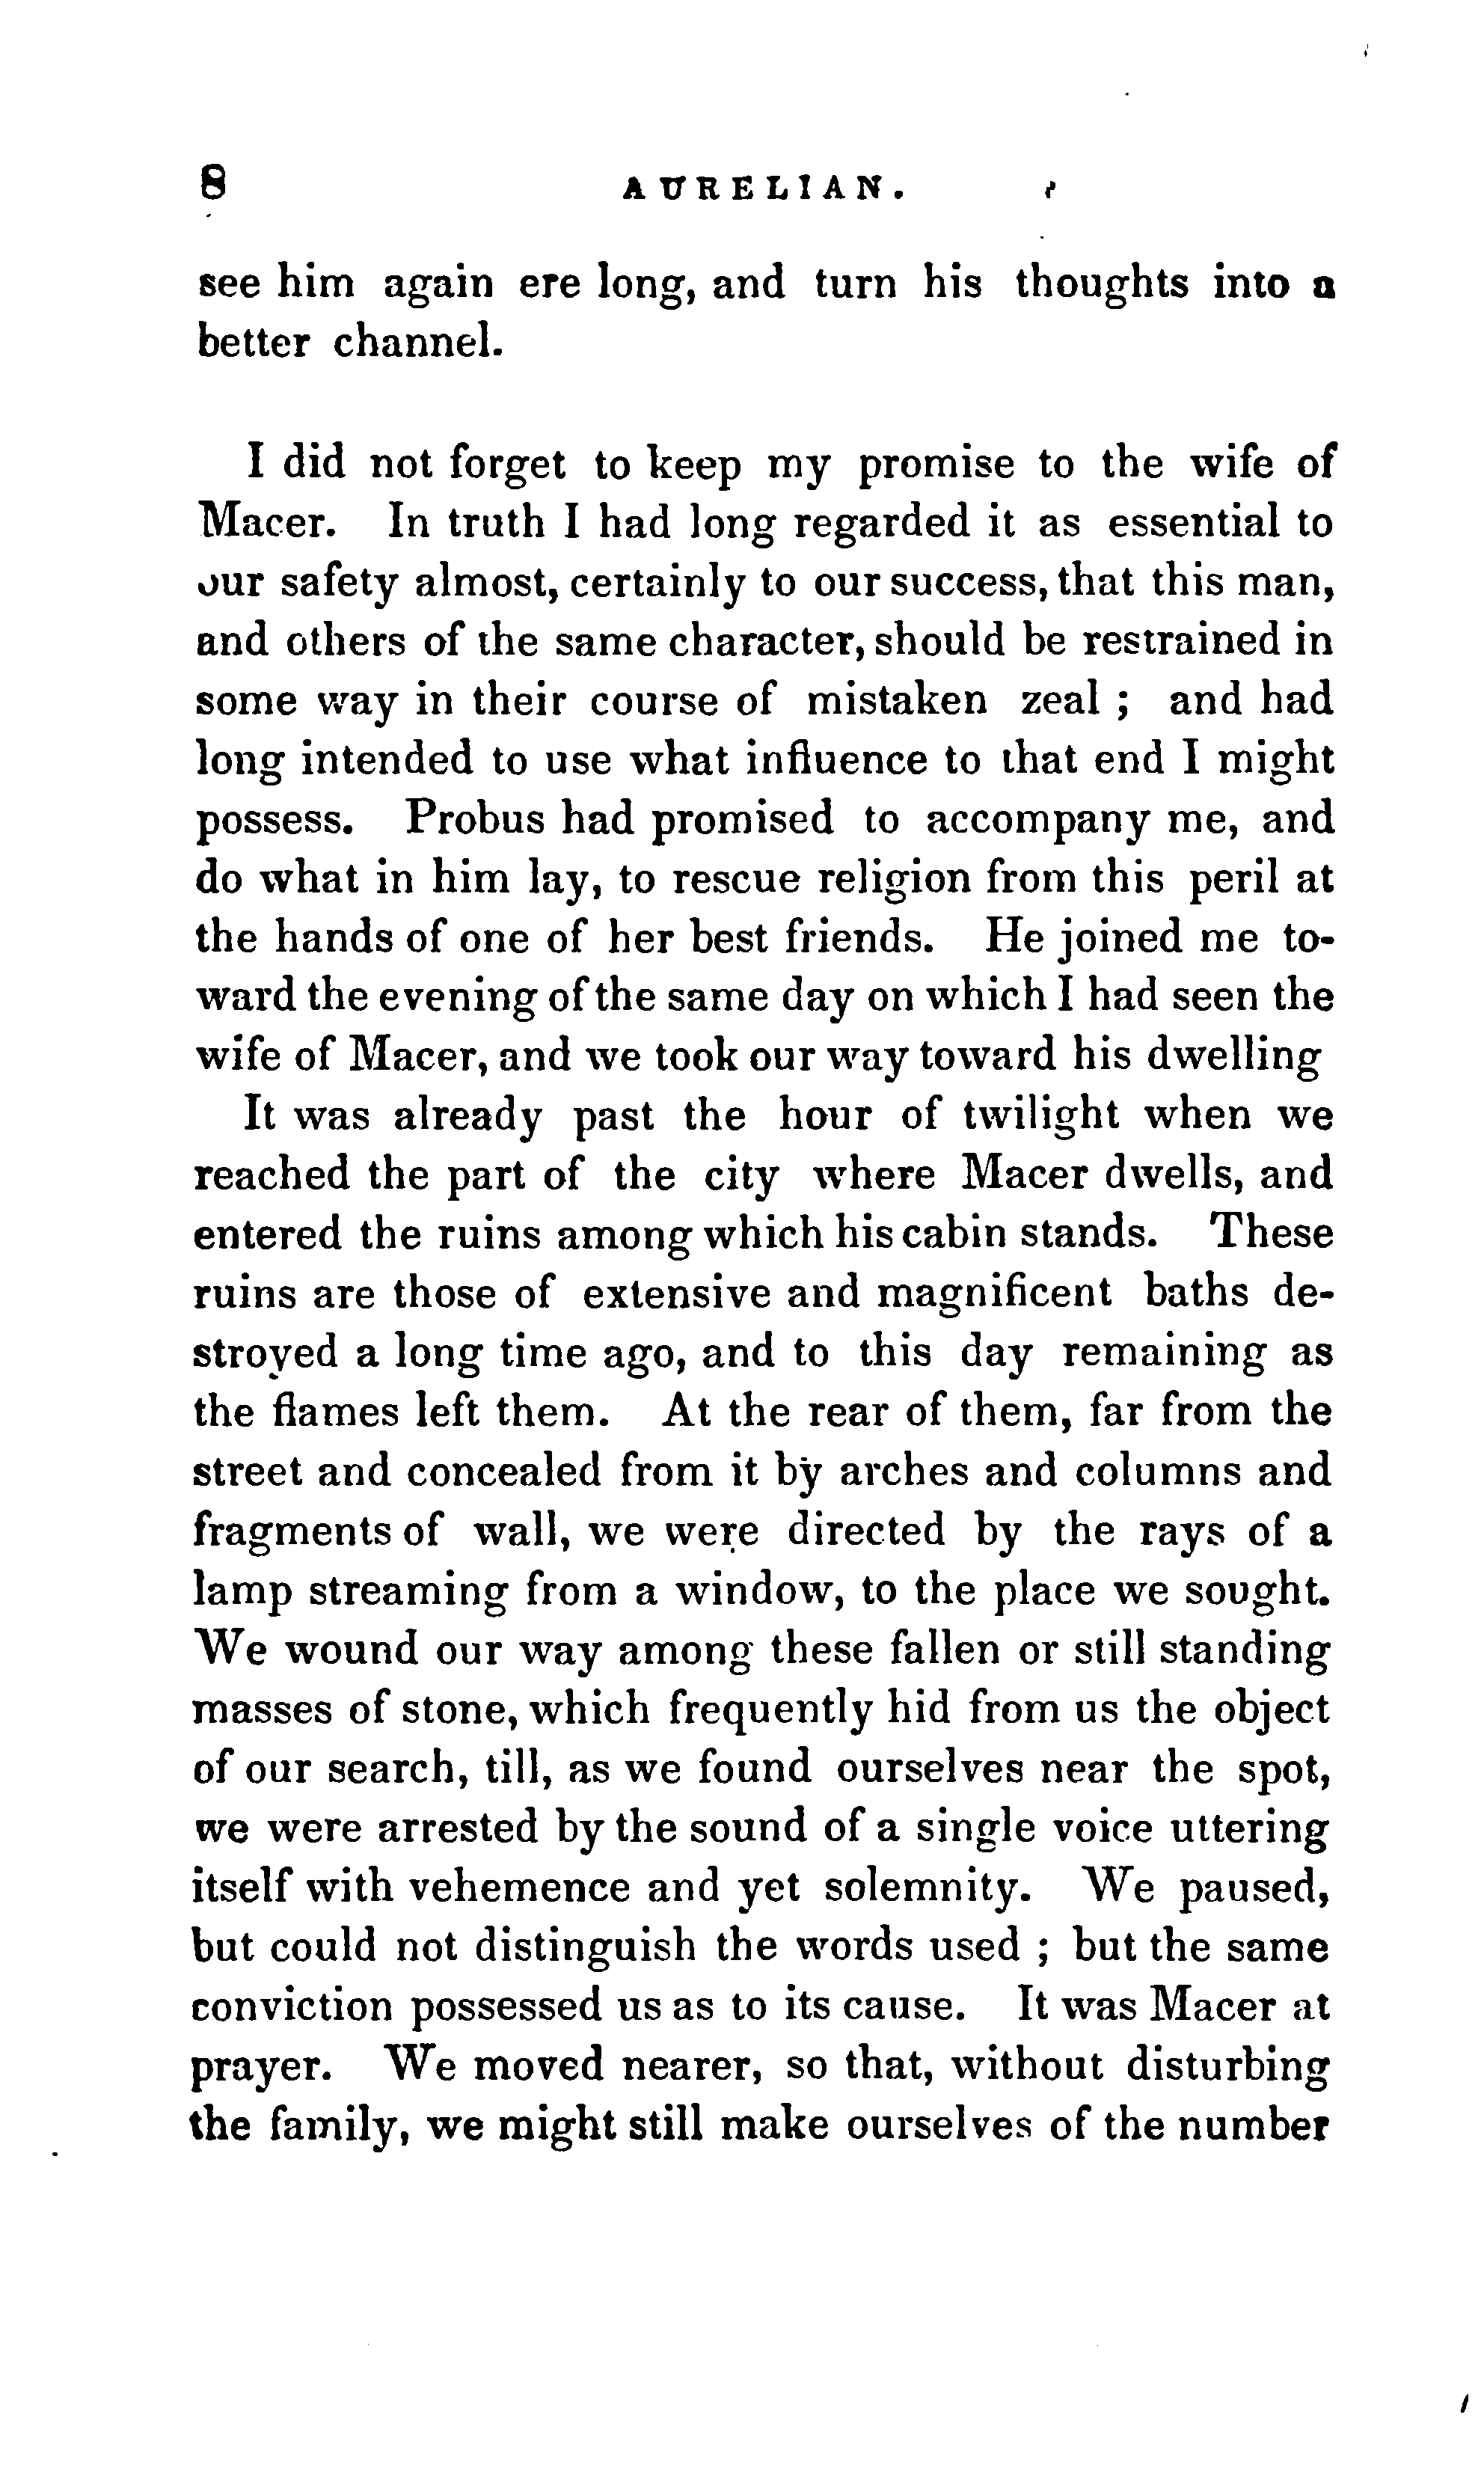 8 AURELIAN.
see him again ere long, and turn his thoughts into a
better channel.
I did not forget to keep my promise to the wife of
Macer. In truth I had long regarded it as essential to
our safety almost, certainly to our success, that this man,
and others of the same character, should be restrained in
some way in their course of mistaken zeal ; and had
long intended to use what influence to that end I might
possess. Probus had promised to accompany me, and
do what in him lay, to rescue religion from this peril at
the hands of one of her best friends. He joined me to-
ward the evening of the same day on which I had seen the
wife of Macer, and we took our way toward his dwelling
It was already past the hour of twilight when we
reached the part of the city where Macer dwells, and
entered the ruins among which his cabin stands. These
ruins are those of extensive and magnificent baths de-
stroyed a long time ago, and to this day remaining as
the flames left them. At the rear of them, far from the
street and concealed from it by arches and columns and
fragments of wall, we were directed by the rays of a
lamp streaming from a window, to the place we sought.
We wound our way among these fallen or still standing
masses of stone, which frequently hid from us the object
of our search, till, as we found ourselves near the spot,
we were arrested by the sound of a single voice uttering
itself with vehemence and yet solemnity. We paused,
but could not distinguish the words used ; but the same
conviction possessed us as to its cause. It was Macer at
prayer. We moved nearer, so that, without disturbing
the family, we might still make ourselves of the number